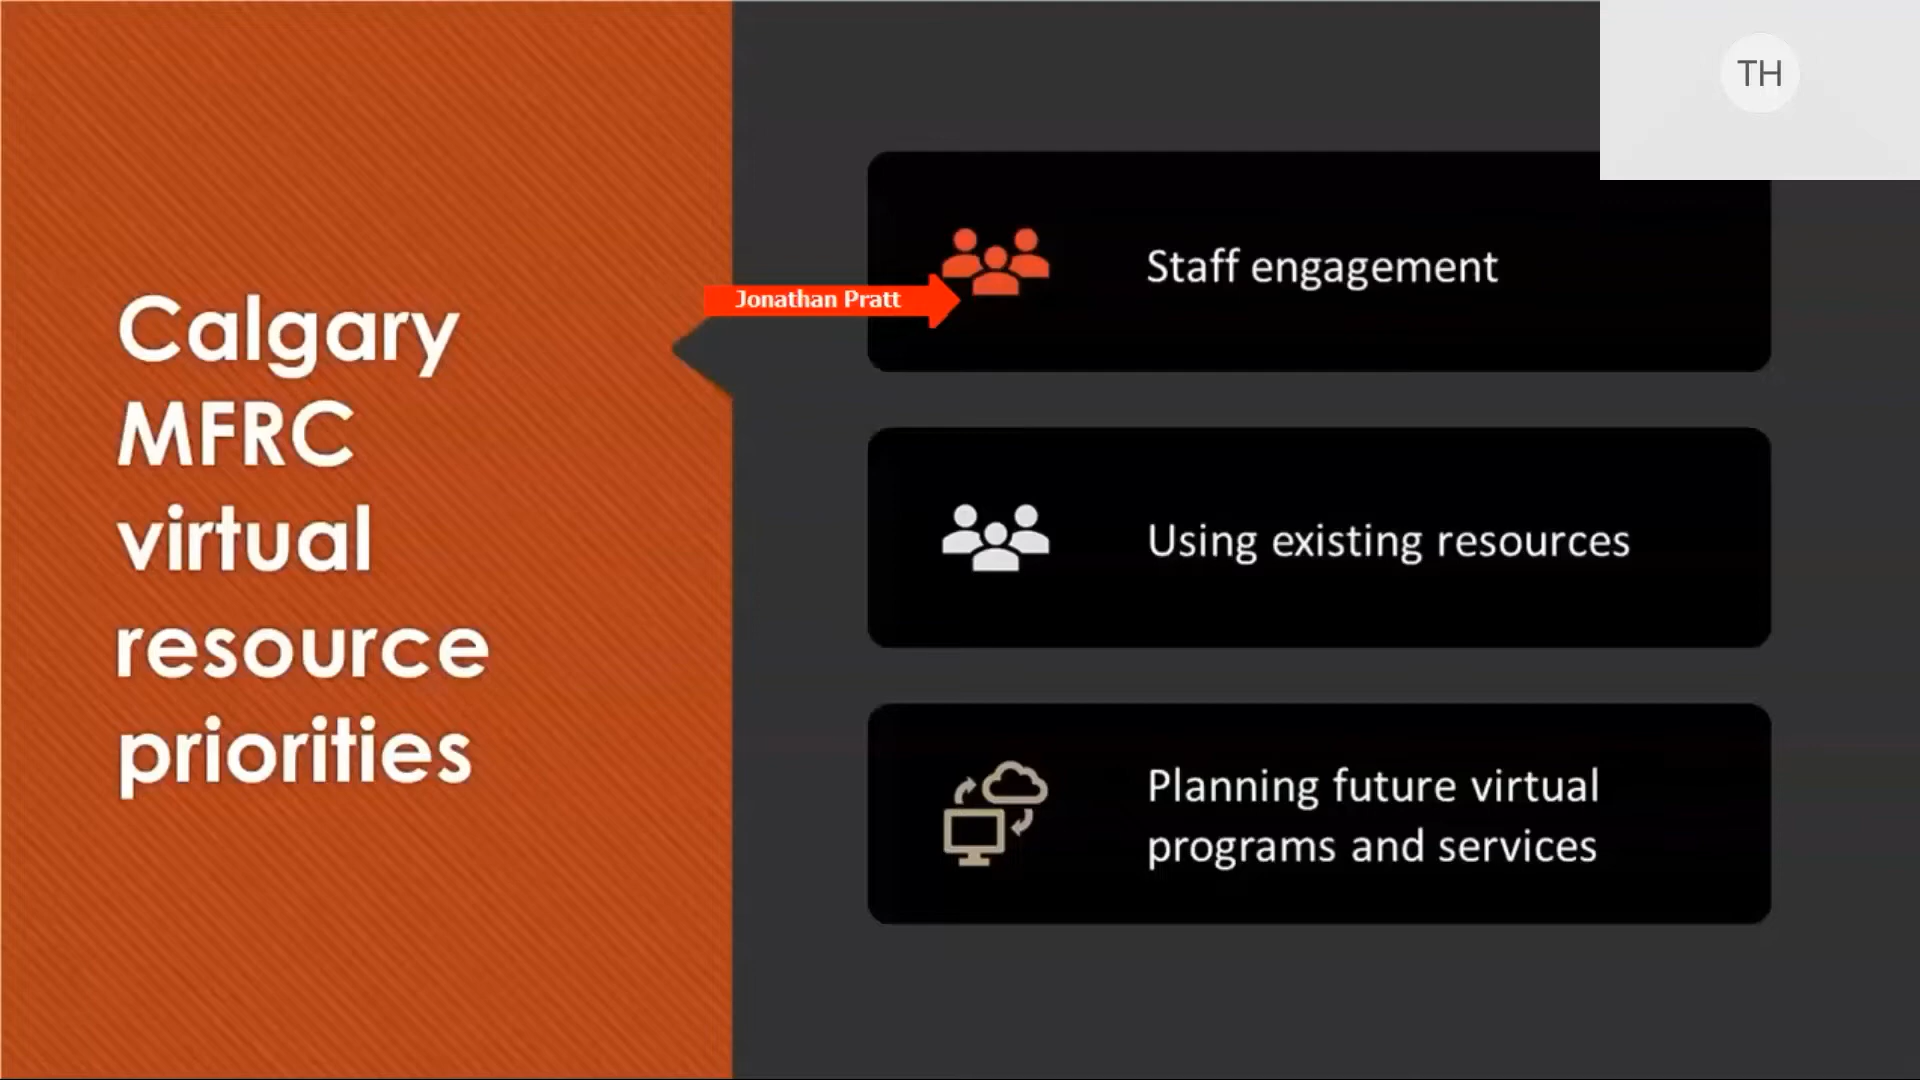 TH
Calgary
MFRC
virtual
resource
priorities
Jonathan Pratt
Staff engagement
Using existing resources
Planning future virtual
programs and services